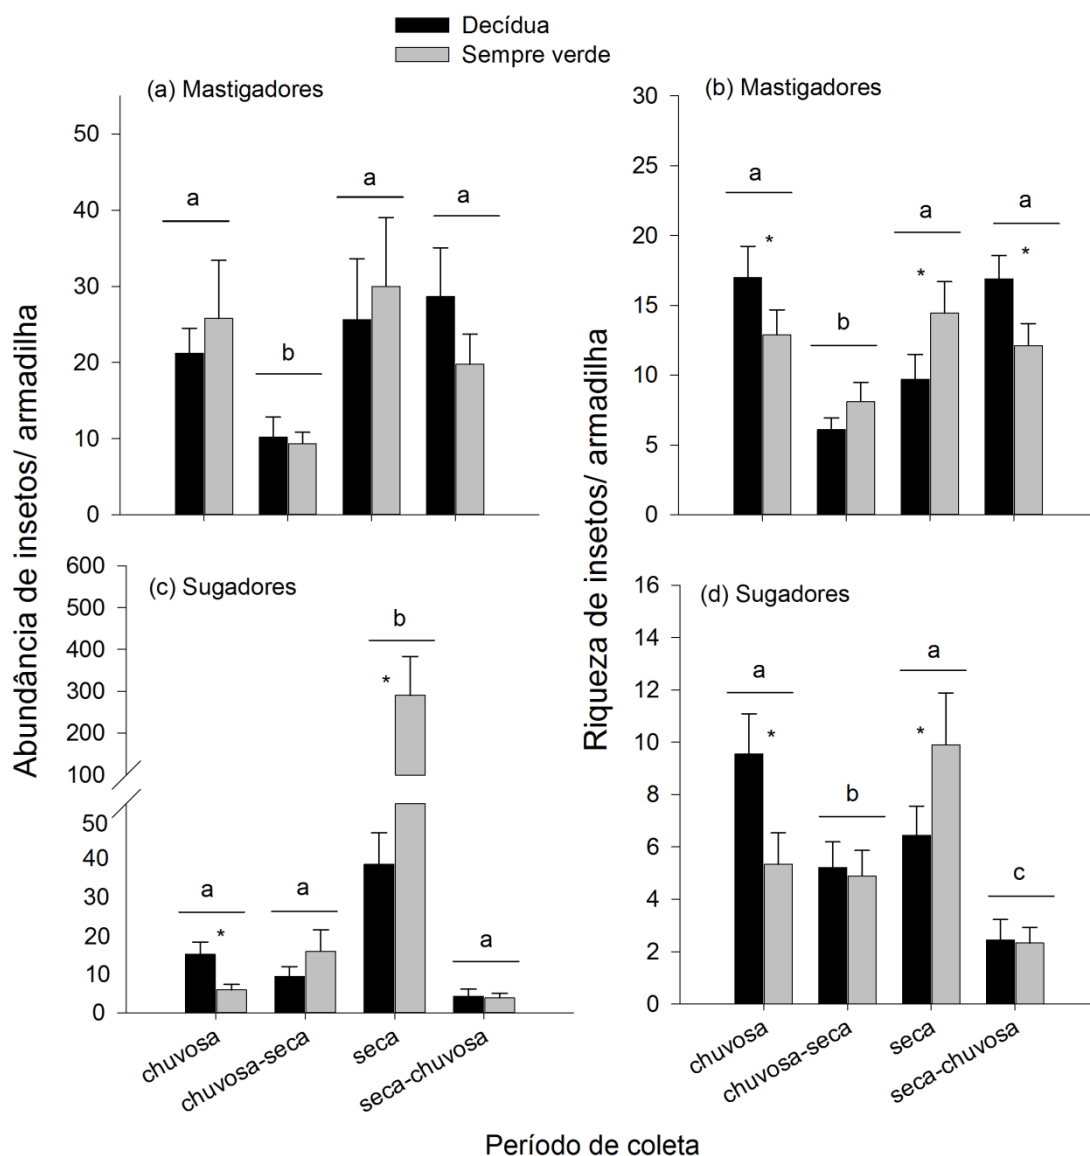 Decídua
Sempre verde
(a) Mastigadores
50
40
30
20
10
0
a
b
a
a
(b) Mastigadores
30
25
20
15
10
5
0
a
*
b
a
*
a
*
Abundância de insetos/ armadilha
Riqueza de insetos/ armadilha
(c) Sugadores
600
500
400
300
200
100
50
40
30
20
10
0
a
*
a
b
*
a
(d) Sugadores
16
14
12
10
8
6
4
2
0
a
*
b
a
*
c
chuvosa
chuvosa-seca
seca
seca-chuvosa
chuvosa
chuvosa-seca
seca
seca-chuvosa
Período de coleta